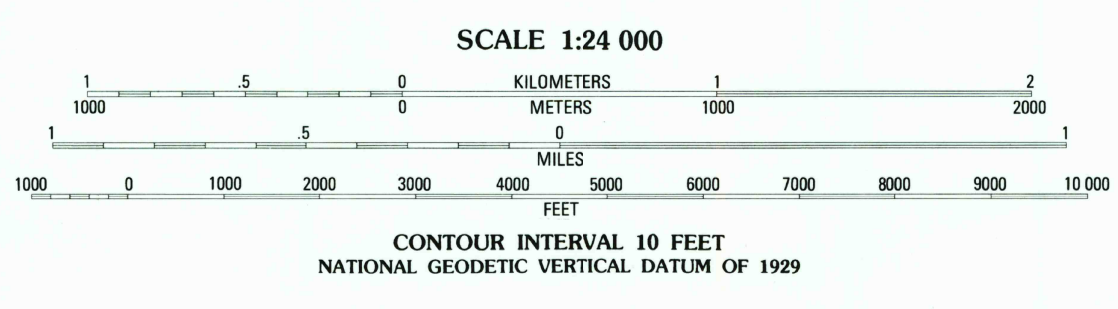 SCALE 1:24 000
1 .5 0 KILOMETERS 1 2
1000 0 METERS 1000 2000
1 .5 0 1
MILES
1000 0 1000 2000 3000 4000 5000 6000 7000 8000 9000 10 000
FEET
CONTOUR INTERVAL 10 FEET
NATIONAL GEODETIC VERTICAL DATUM OF 1929